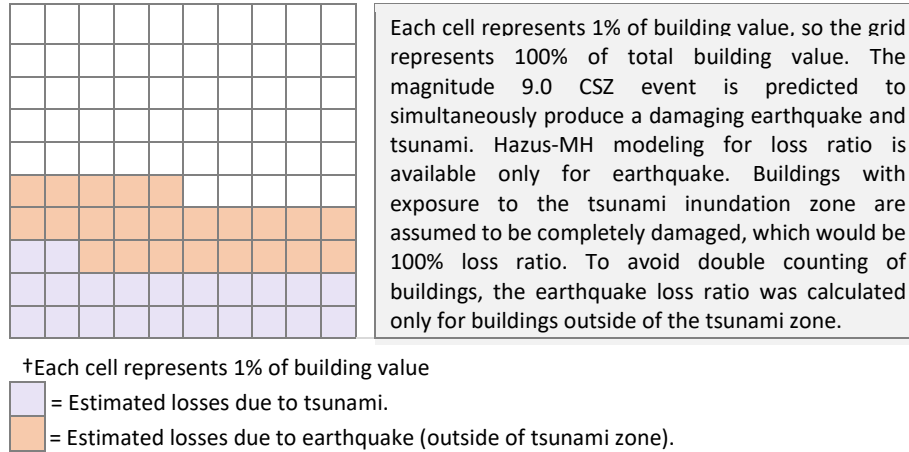 Each cell represents 1% of building value, so the grid
represents 100% of total building value. The
magnitude 9.0 CSZ event is predicted to
simultaneously produce a damaging earthquake and
tsunami. Hazus-MH modeling for loss ratio is
available only for earthquake. Buildings with
exposure to the tsunami inundation zone are
assumed to be completely damaged, which would be
100% loss ratio. To avoid double counting of
buildings, the earthquake loss ratio was calculated
only for buildings outside of the tsunami zone.
†Each cell represents 1% of building value
= Estimated losses due to tsunami.
= Estimated losses due to earthquake (outside of tsunami zone).